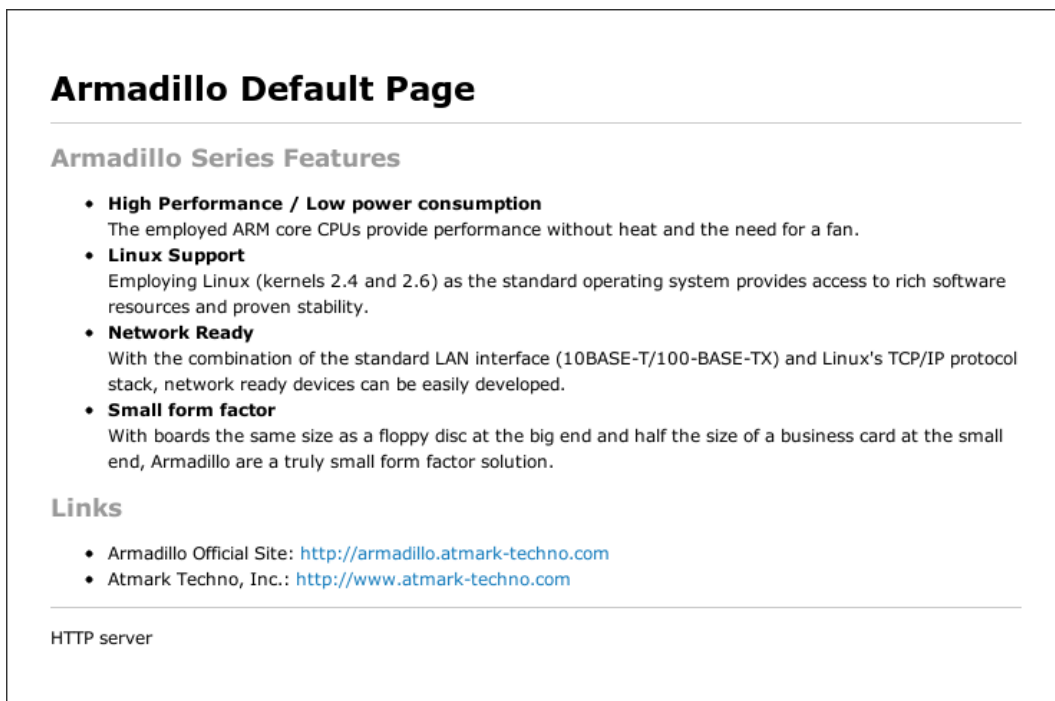 Armadillo Default Page
Armadillo Series Features
• High Performance / Low power consumption
The employed ARM core CPUs provide performance without heat and the need for a fan.
• Linux Support
Employing Linux (kernels 2.4 and 2.6) as the standard operating system provides access to rich software
resources and proven stability.
• Network Ready
With the combination of the standard LAN interface (10BASE-T/100-BASE-TX) and Linux's TCP/IP protocol
stack, network ready devices can be easily developed.
• Small form factor
With boards the same size as a floppy disc at the big end and half the size of a business card at the small
end, Armadillo are a truly small form factor solution.
Links
• Armadillo Official Site: http://armadillo.atmark-techno.com
• Atmark Techno, Inc.: http://www.atmark-techno.com
HTTP server